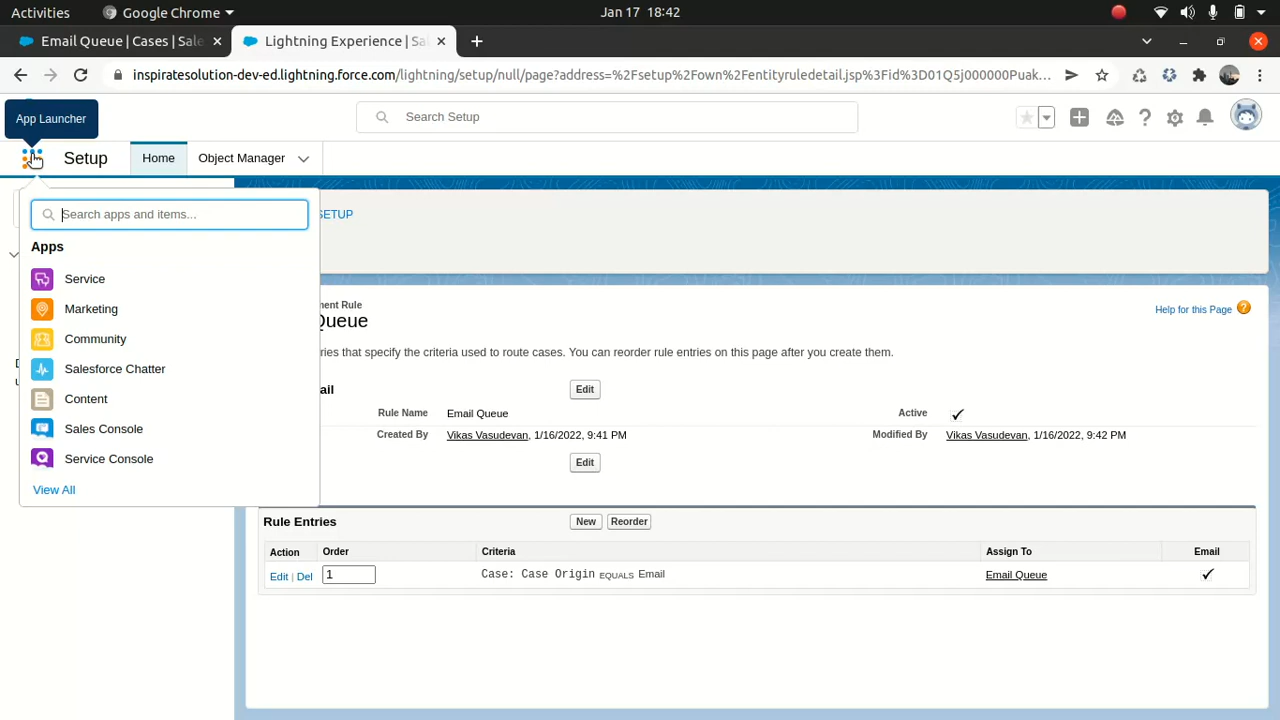 Activities
Google Chrome
Jan 17 18:42
Email Queue | Cases | Sale
Lightning Experience | Sa
inspiratesolution-dev-ed.lightning.force.com/lightning/setup/null/page?address=%2Fsetup%2Fown%2Fentityruledetail.jsp%3Fid%3D01Q5j000000Puak...
App Launcher
Search Setup
Setup
Home
Object Manager
Search apps and items...
SETUP
Apps
Service
Marketing
Community
Salesforce Chatter
Content
Sales Console
Service Console
View All
ment Rule
Queue
Help for this Page
ries that specify the criteria used to route cases. You can reorder rule entries on this page after you create them.
ail
Edit
Rule Name Email Queue
Active
Created By Vikas Vasudevan, 1/16/2022, 9:41 PM
Modified By Vikas Vasudevan, 1/16/2022, 9:42 PM
Edit
Rule Entries
New
Reorder
Action Order Criteria Assign To Email
Edit | Del 1 Case: Case Origin EQUALS Email Email Queue